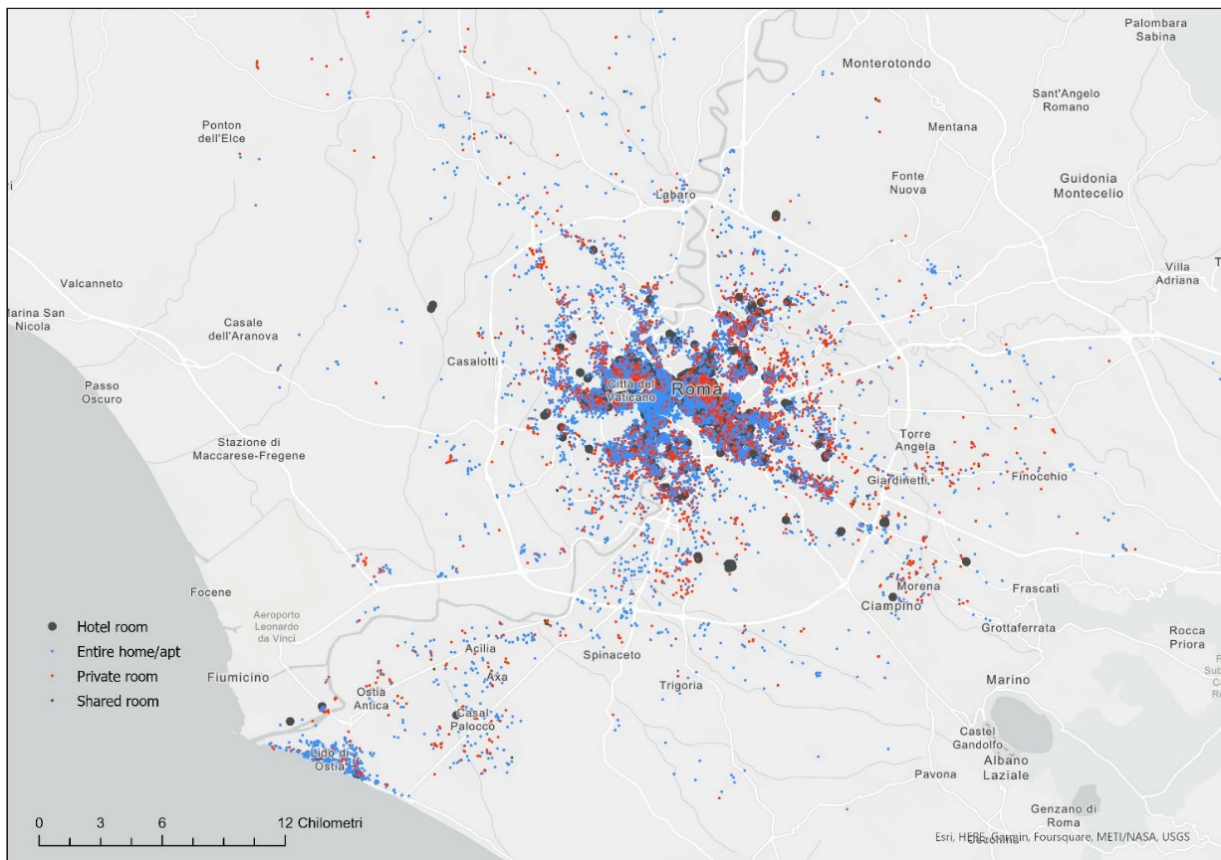 Palombara
Sabina
Monterotondo
Sant'Angelo
Romano
Ponton
dell'Elce
Mentana
Fonte
Nuova
Guidonia
Montecelio
Labaro
ri
Valcanneto
Villa
Adriana
T
Marina San
Nicola
Casale
dell'Aranova
Casalotti
Città del
Vaticano
Roma
Passo
Oscuro
Stazione di
Maccarese-Fregene
Torre
Angela
Giardinetti
Finocchio
Focene
Aeroporto
Leonardo
da Vinci
Morena
Ciampino
Frascati
Grottaferrata
Rocca
Priora
Hotel room
Entire home/apt
Private room
Shared room
Fiumicino
Acilia
Axa
Spinaceto
Ostia
Antica
Trigoria
Marino
Casal
Palocco
Castel
Gandolfo
Albano
Laziale
Lido di
Ostia
Pavona
Genzano di
Roma
0 3 6 12 Chilometri
Esri, HERE, Garmin, Foursquare, METI/NASA, USGS